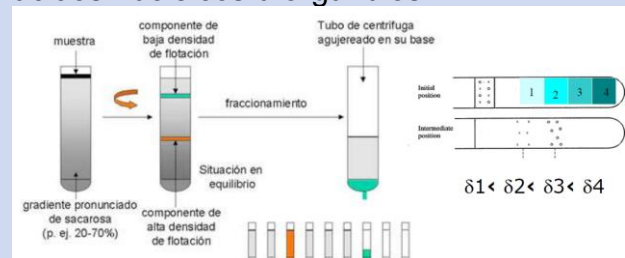 muestra
componente de
baja densidad
de flotación
Tubo de centrifuga
agujereado en su base
fraccionamiento
Situación en
equilibrio
gradiente pronunciado
de sacarosa
(p. ej. 20-70%)
componente de
alta densidad
de flotación
Initial
position
1 2 3 4
Intermediate
position
δ1< δ2< δ3< δ4